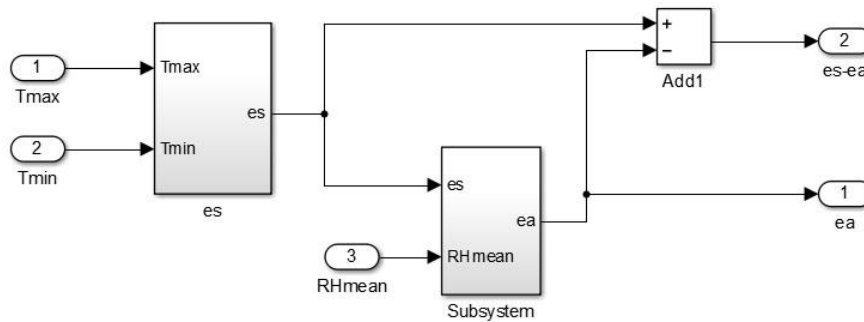 1
Tmax
2
Tmin
Tmax
Tmin
es
es
3
RHmean
es
RHmean
ea
Subsystem
+
−
Add1
2
es-ea
1
ea